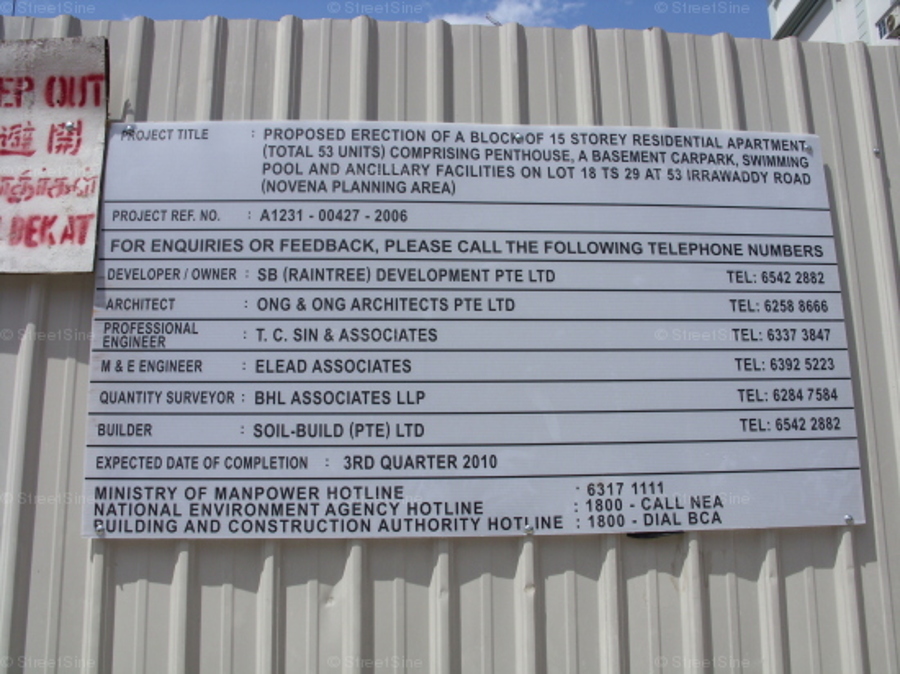 EP OUT
避 開
DEKAT
PROJECT TITLE : PROPOSED ERECTION OF A BLOCK OF 15 STOREY RESIDENTIAL APARTMENT
(TOTAL 53 UNITS) COMPRISING PENTHOUSE, A BASEMENT CARPARK, SWIMMING
POOL AND ANCILLARY FACILITIES ON LOT 18 TS 29 AT 53 IRRAWADDY ROAD
(NOVENA PLANNING AREA)
PROJECT REF. NO. : A1231 - 00427 - 2006
FOR ENQUIRIES OR FEEDBACK, PLEASE CALL THE FOLLOWING TELEPHONE NUMBERS
DEVELOPER / OWNER : SB (RAINTREE) DEVELOPMENT PTE LTD TEL: 6542 2882
ARCHITECT : ONG & ONG ARCHITECTS PTE LTD TEL: 6258 8666
PROFESSIONAL
ENGINEER : T. C. SIN & ASSOCIATES TEL: 6337 3847
M & E ENGINEER : ELEAD ASSOCIATES TEL: 6392 5223
QUANTITY SURVEYOR : BHL ASSOCIATES LLP TEL: 6284 7584
BUILDER : SOIL-BUILD (PTE) LTD TEL: 6542 2882
EXPECTED DATE OF COMPLETION : 3RD QUARTER 2010
MINISTRY OF MANPOWER HOTLINE : 6317 1111
NATIONAL ENVIRONMENT AGENCY HOTLINE : 1800 - CALL NEA
BUILDING AND CONSTRUCTION AUTHORITY HOTLINE : 1800 - DIAL BCA
© StreetSine